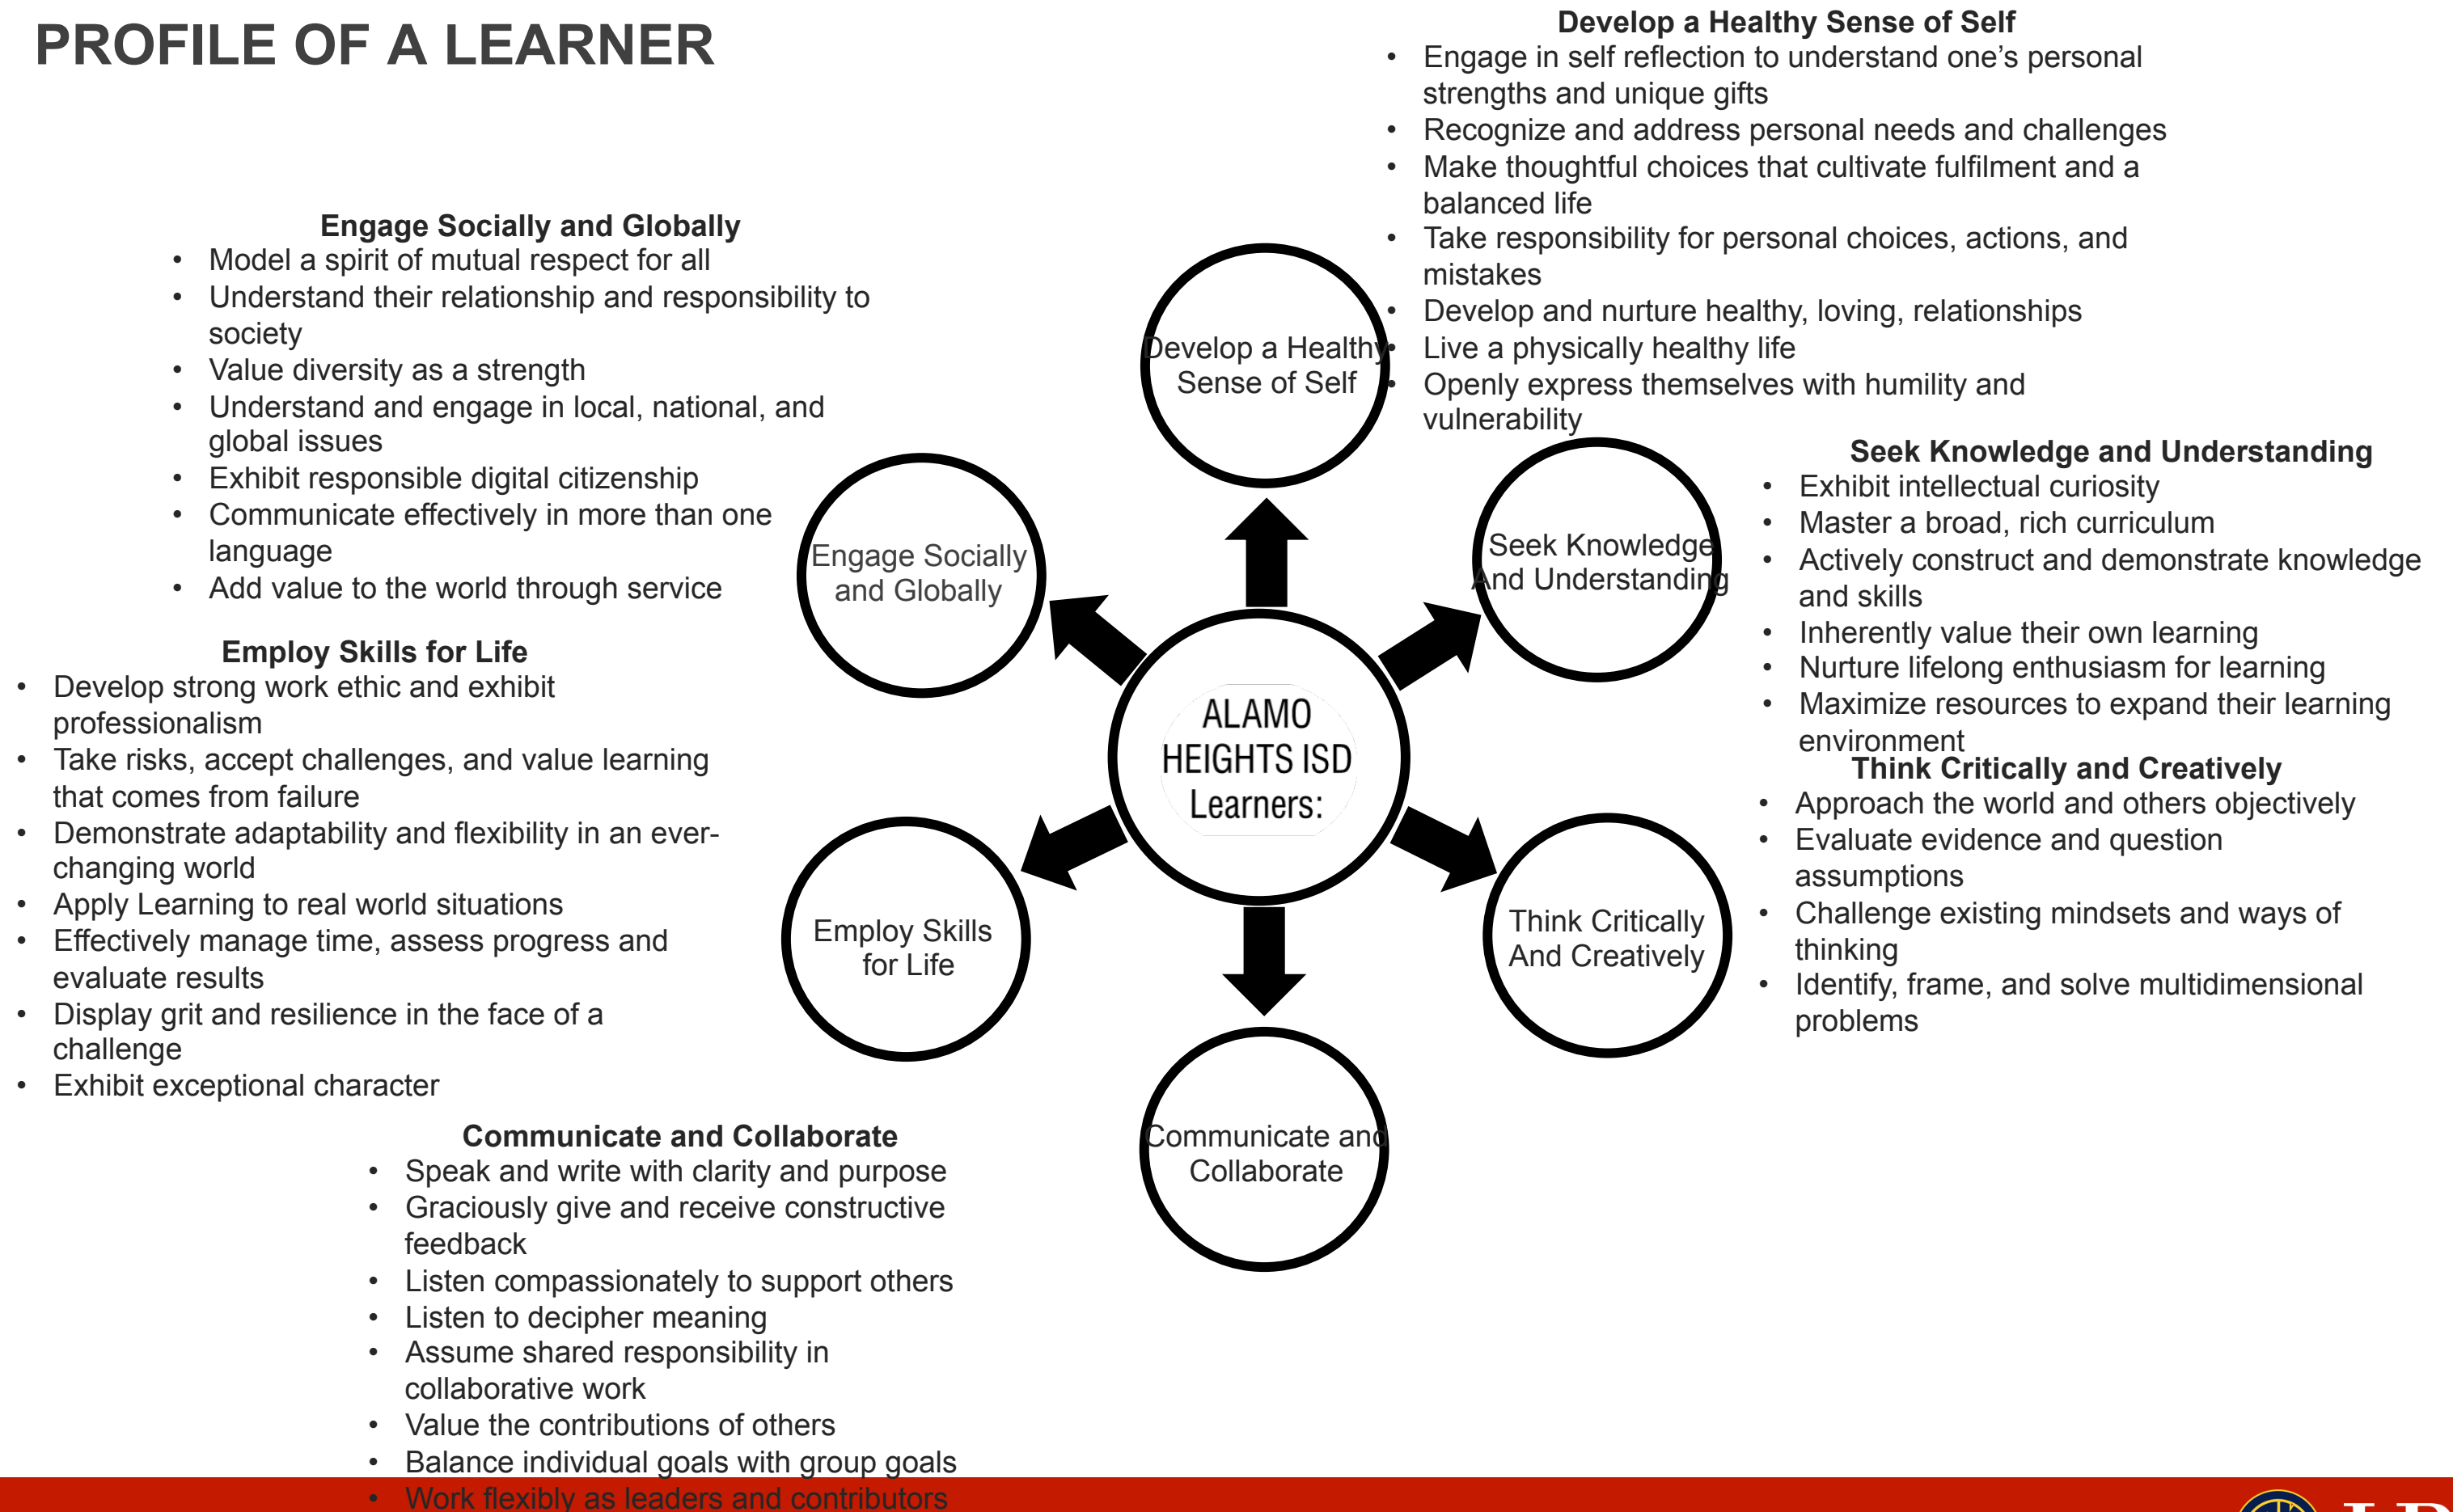 PROFILE OF A LEARNER
Develop a Healthy Sense of Self
• Engage in self reflection to understand one’s personal
strengths and unique gifts
• Recognize and address personal needs and challenges
• Make thoughtful choices that cultivate fulfilment and a
balanced life
• Take responsibility for personal choices, actions, and
mistakes
• Develop and nurture healthy, loving, relationships
• Live a physically healthy life
• Openly express themselves with humility and
vulnerability
Engage Socially and Globally
• Model a spirit of mutual respect for all
• Understand their relationship and responsibility to
society
• Value diversity as a strength
• Understand and engage in local, national, and
global issues
• Exhibit responsible digital citizenship
• Communicate effectively in more than one
language
• Add value to the world through service
Develop a Healthy
Sense of Self
Engage Socially
and Globally
Seek Knowledge
And Understanding
Seek Knowledge and Understanding
• Exhibit intellectual curiosity
• Master a broad, rich curriculum
• Actively construct and demonstrate knowledge
and skills
• Inherently value their own learning
• Nurture lifelong enthusiasm for learning
• Maximize resources to expand their learning
environment
Employ Skills for Life
• Develop strong work ethic and exhibit
professionalism
• Take risks, accept challenges, and value learning
that comes from failure
• Demonstrate adaptability and flexibility in an ever-
changing world
• Apply Learning to real world situations
• Effectively manage time, assess progress and
evaluate results
• Display grit and resilience in the face of a
challenge
• Exhibit exceptional character
ALAMO
HEIGHTS ISD
Learners:
Think Critically and Creatively
• Approach the world and others objectively
• Evaluate evidence and question
assumptions
• Challenge existing mindsets and ways of
thinking
• Identify, frame, and solve multidimensional
problems
Employ Skills
for Life
Think Critically
And Creatively
Communicate and
Collaborate
Communicate and Collaborate
• Speak and write with clarity and purpose
• Graciously give and receive constructive
feedback
• Listen compassionately to support others
• Listen to decipher meaning
• Assume shared responsibility in
collaborative work
• Value the contributions of others
• Balance individual goals with group goals
• Work flexibly as leaders and contributors